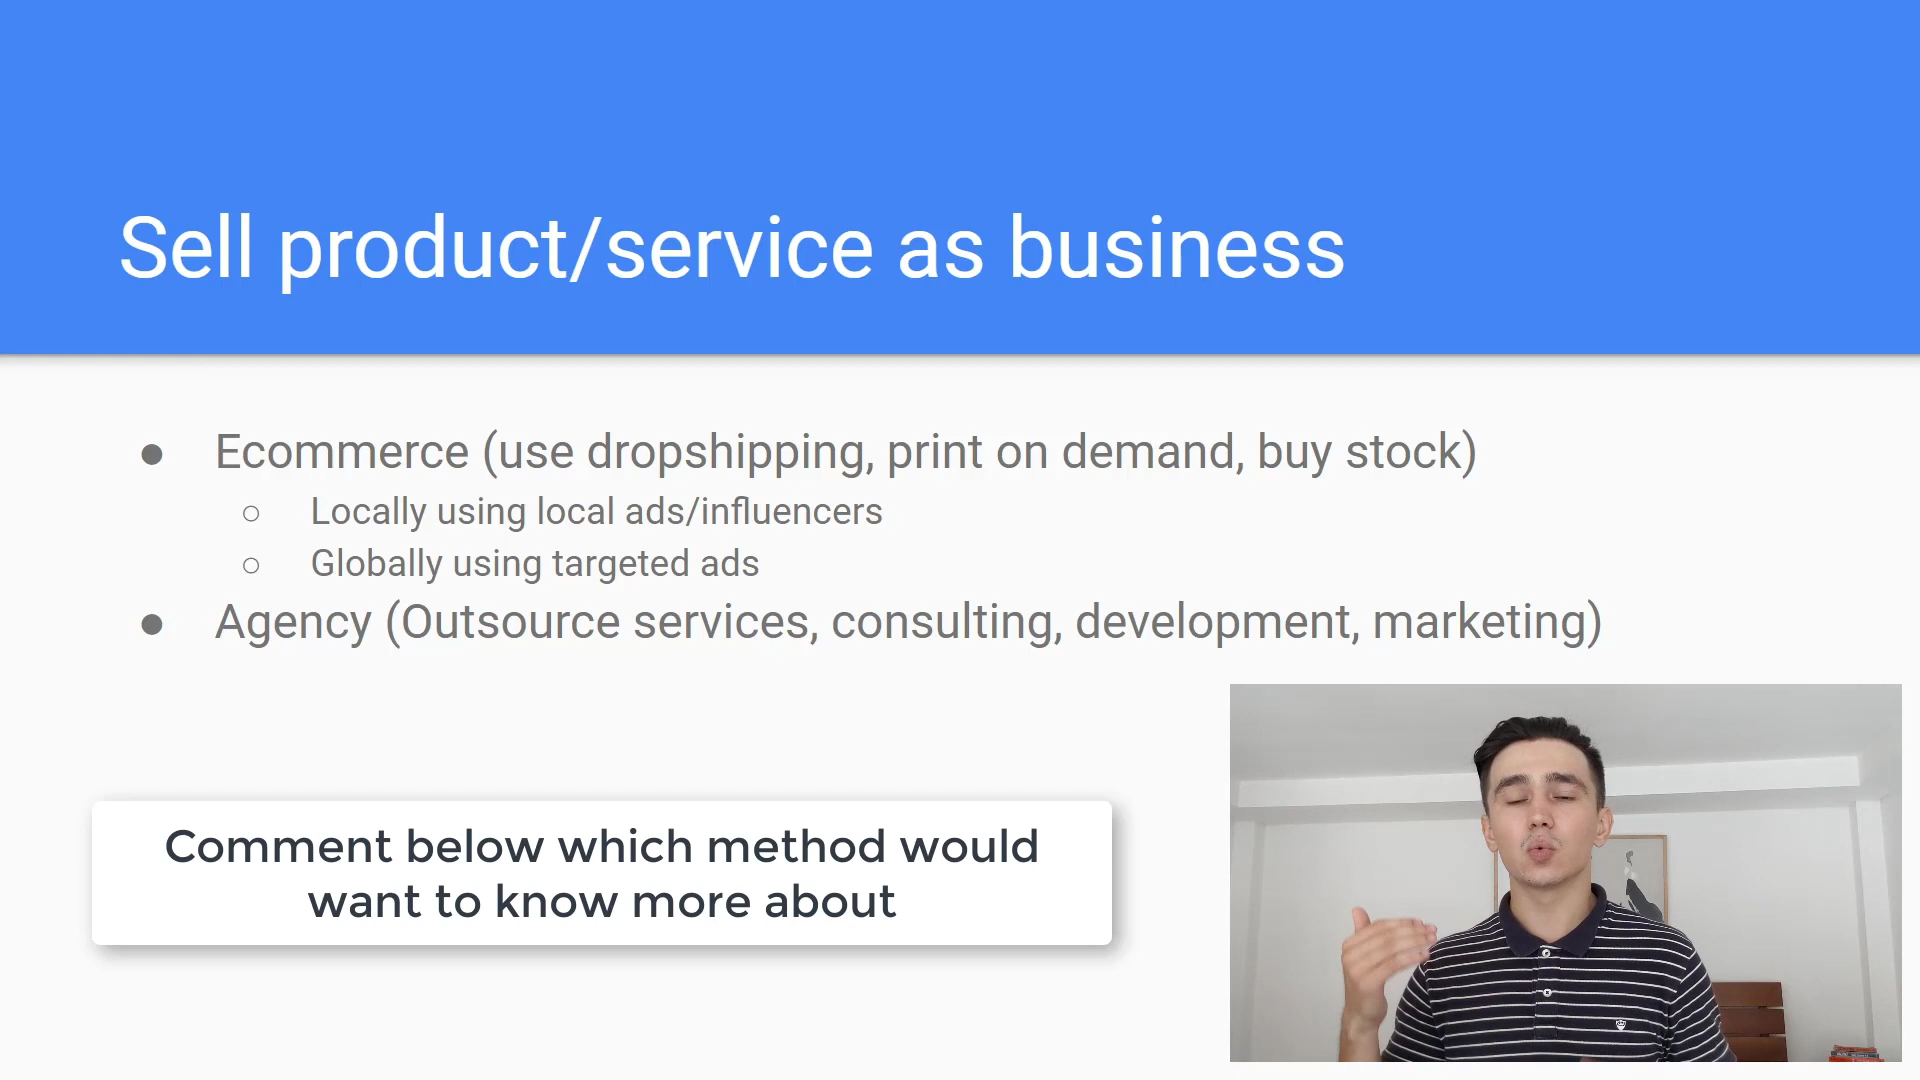 Sell product/service as business
● Ecommerce (use dropshipping, print on demand, buy stock)
○ Locally using local ads/influencers
○ Globally using targeted ads
● Agency (Outsource services, consulting, development, marketing)
Comment below which method would
want to know more about